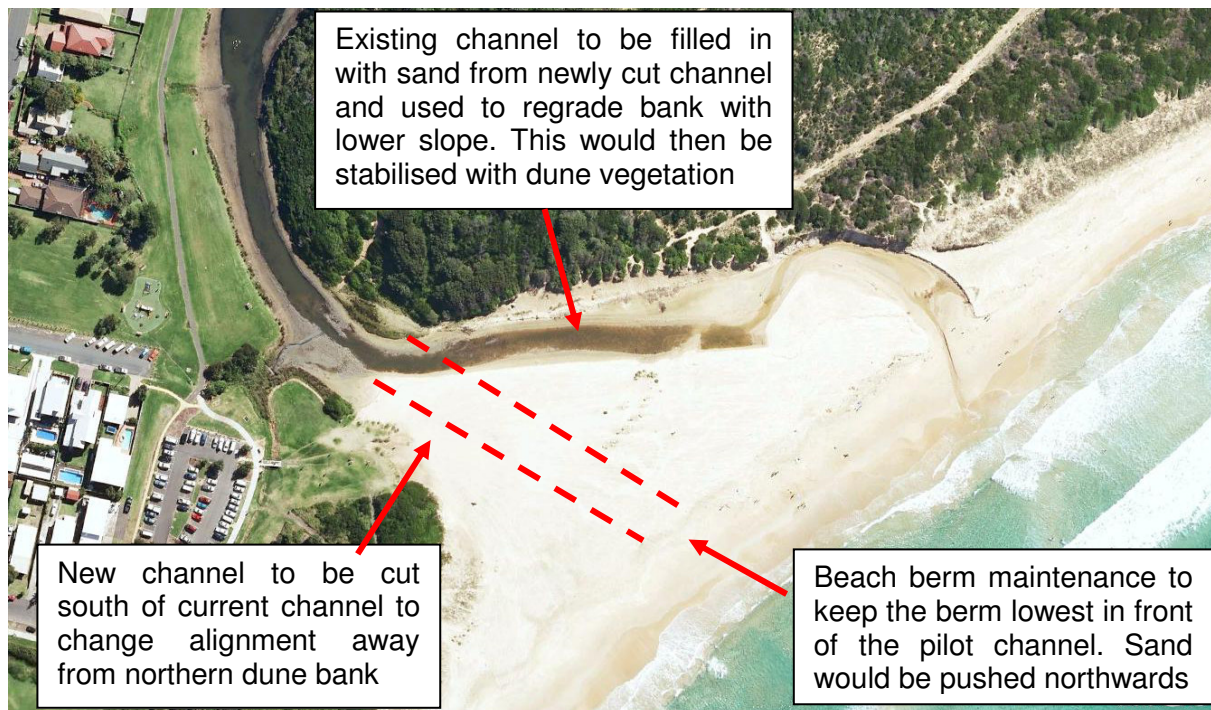 Existing channel to be filled in
with sand from newly cut channel
and used to regrade bank with
lower slope. This would then be
stabilised with dune vegetation
New channel to be cut
south of current channel to
change alignment away
from northern dune bank
Beach berm maintenance to
keep the berm lowest in front
of the pilot channel. Sand
would be pushed northwards